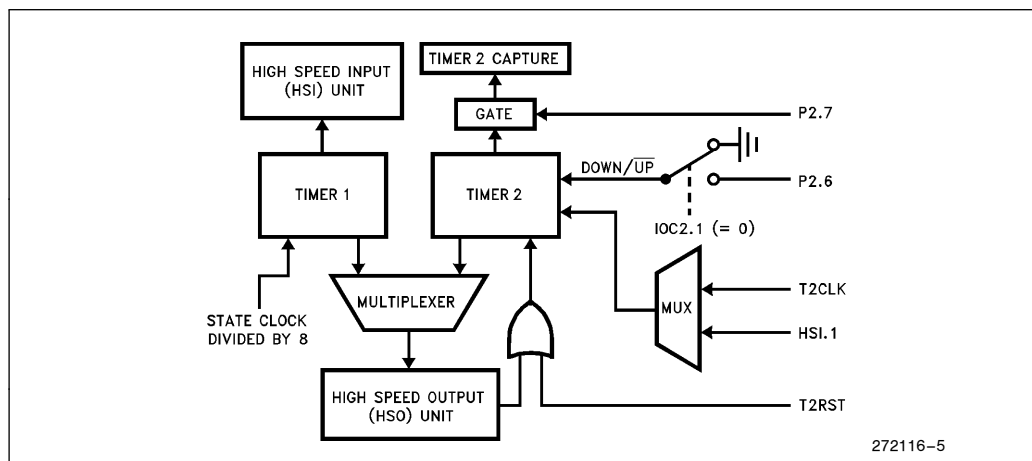 HIGH SPEED INPUT
(HSI) UNIT
TIMER 2 CAPTURE
GATE
P2.7
TIMER 1
TIMER 2
DOWN/U̅P̅
P2.6
IOC2.1 (= 0)
STATE CLOCK
DIVIDED BY 8
MULTIPLEXER
MUX
T2CLK
HSI.1
HIGH SPEED OUTPUT
(HSO) UNIT
T2RST
272116–5